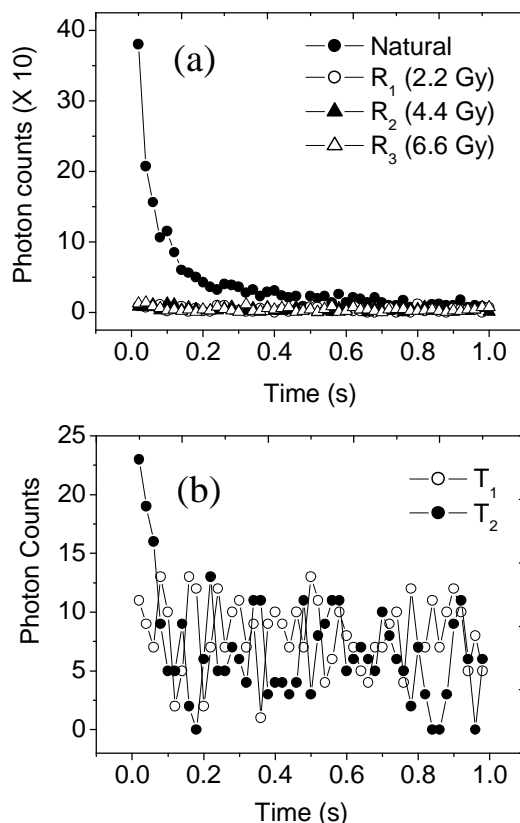 (a)
Natural
R₁ (2.2 Gy)
R₂ (4.4 Gy)
R₃ (6.6 Gy)
Photon counts (X 10)
40
30
20
10
0
0.0 0.2 0.4 0.6 0.8 1.0
Time (s)
(b)
T₁
T₂
Photon Counts
25
20
15
10
5
0
0.0 0.2 0.4 0.6 0.8 1.0
Time (s)